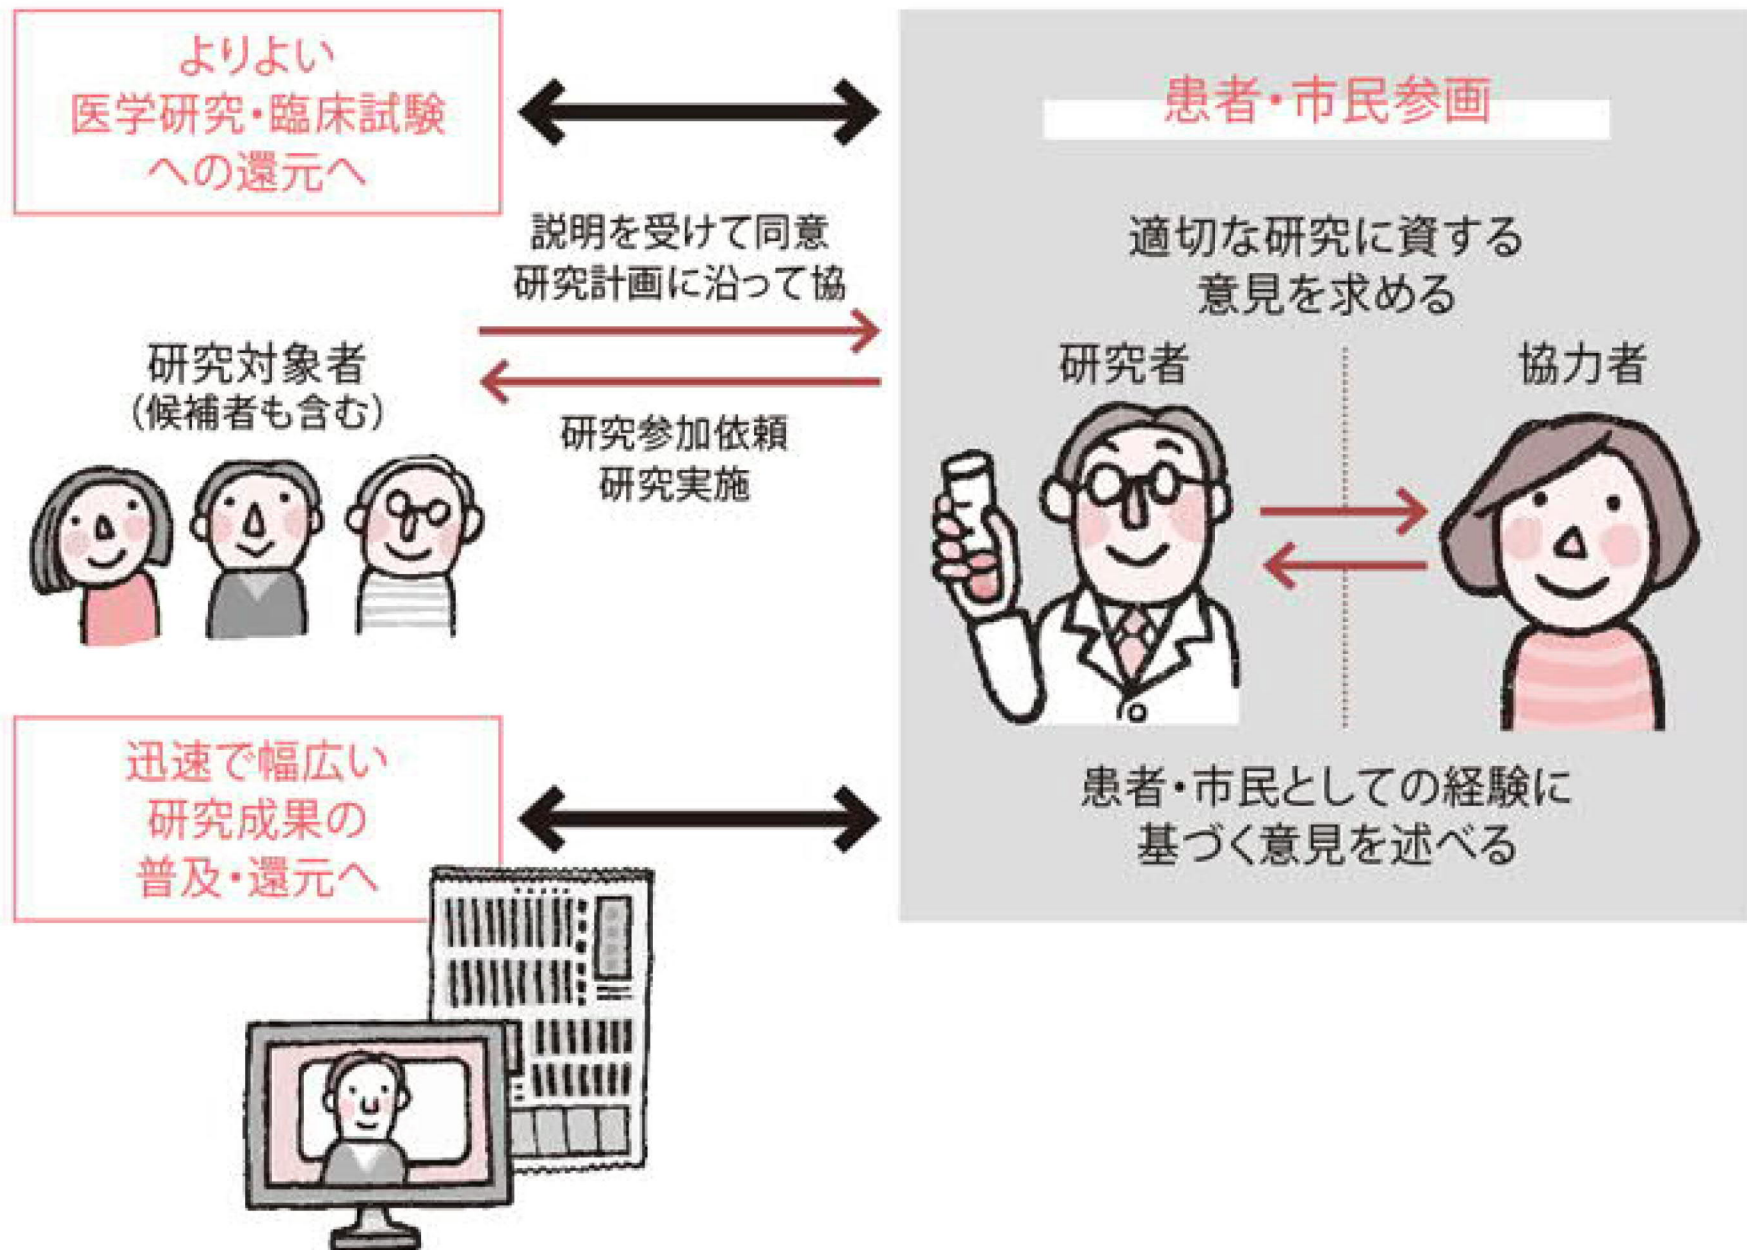 よりよい
医学研究・臨床試験
への還元へ
説明を受けて同意
研究計画に沿って協
研究対象者
（候補者も含む）
研究参加依頼
研究実施
迅速で幅広い
研究成果の
普及・還元へ
患者・市民参画
適切な研究に資する
意見を求める
研究者
協力者
患者・市民としての経験に
基づく意見を述べる